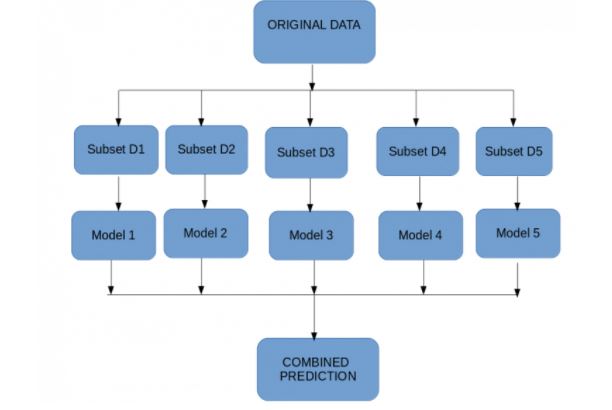 ORIGINAL DATA
Subset D1
Subset D2
Subset D3
Subset D4
Subset D5
Model 1
Model 2
Model 3
Model 4
Model 5
COMBINED
PREDICTION